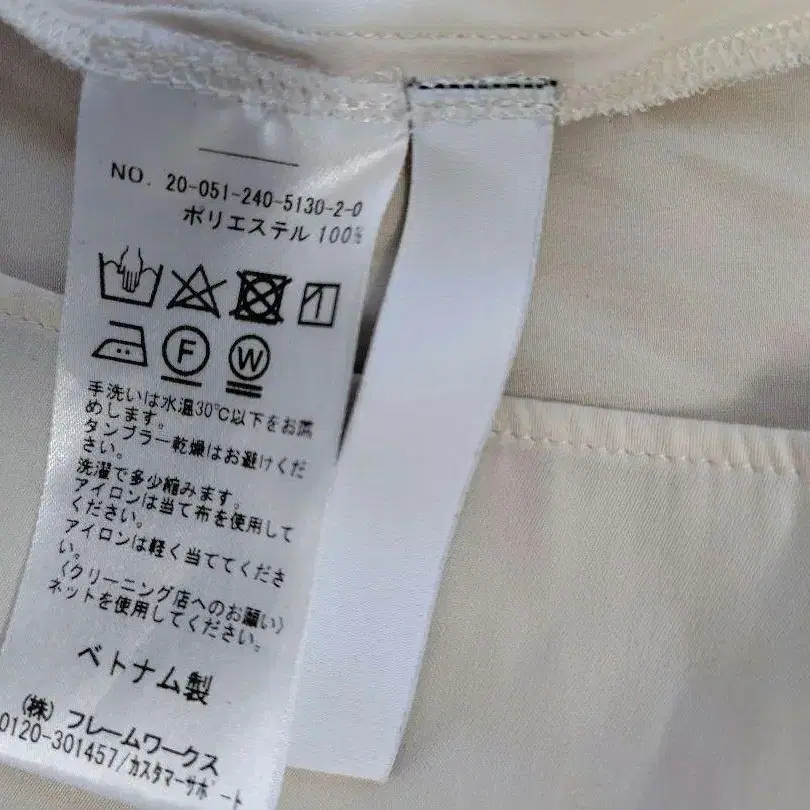 NO. 20-051-240-5130-2-0
ポリエステル 100%
F W
手洗いは水温30℃以下をお薦
めします。
タンブラー乾燥はお避けくだ
さい。
洗濯で多少縮みます。
アイロンは当て布を使用して
ください。
アイロンは軽く当ててくださ
い。
〈クリーニング店へのお願い〉
ネットを使用してください。
ベトナム製
(株) フレームワークス
0120-301457/カスタマーサポート